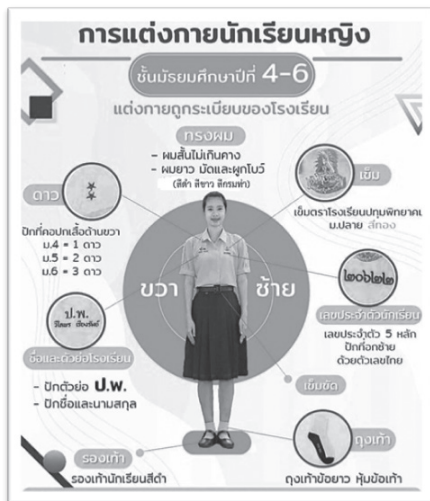 การแต่งกายนักเรียนหญิง
ชั้นมัธยมศึกษาปีที่ 4-6
แต่งกายถูกระเบียบของโรงเรียน
ทรงผม
- ผมสั้นไม่เกินคาง
- ผมยาว มัดและผูกโบว์
(สีดำ สีขาว สีกรมท่า)
ดาว
ปักที่คอปกเสื้อด้านขวา
ม.4 = 1 ดาว
ม.5 = 2 ดาว
ม.6 = 3 ดาว
เข็ม
เข็มตราโรงเรียนปทุมพิทยาคม
ม.ปลาย สีทอง
ขวา
ซ้าย
เลขประจำตัวนักเรียน
เลขประจำตัว 5 หลัก
ปักที่อกซ้าย
ด้วยตัวเลขไทย
ป.พ.
ชื่อและตัวย่อโรงเรียน
- ปักตัวย่อ ป.พ.
- ปักชื่อและนามสกุล
เข็มขัด
รองเท้า
รองเท้านักเรียนสีดำ
ถุงเท้า
ถุงเท้าข้อยาว หุ้มข้อเท้า